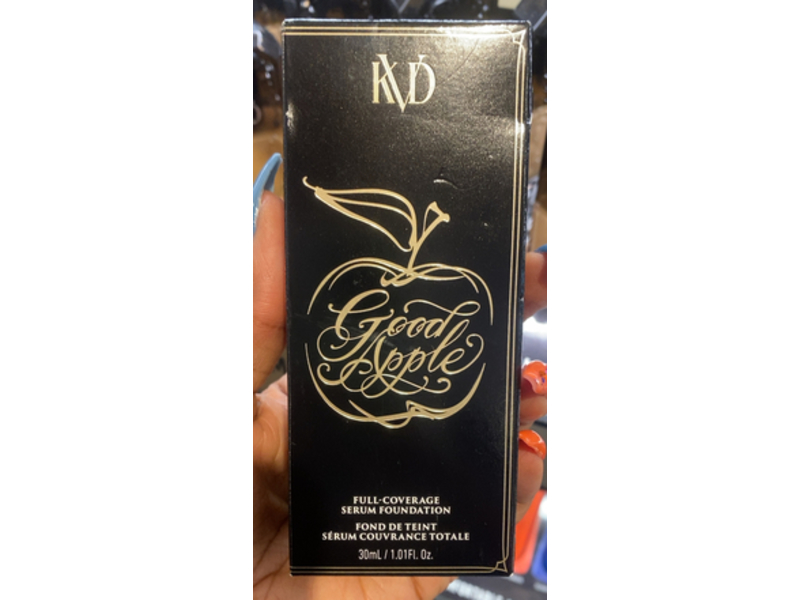 KVD
Good
Apple
FULL-COVERAGE
SERUM FOUNDATION
FOND DE TEINT
SÉRUM COUVRANCE TOTALE
30mL / 1.01Fl. Oz.